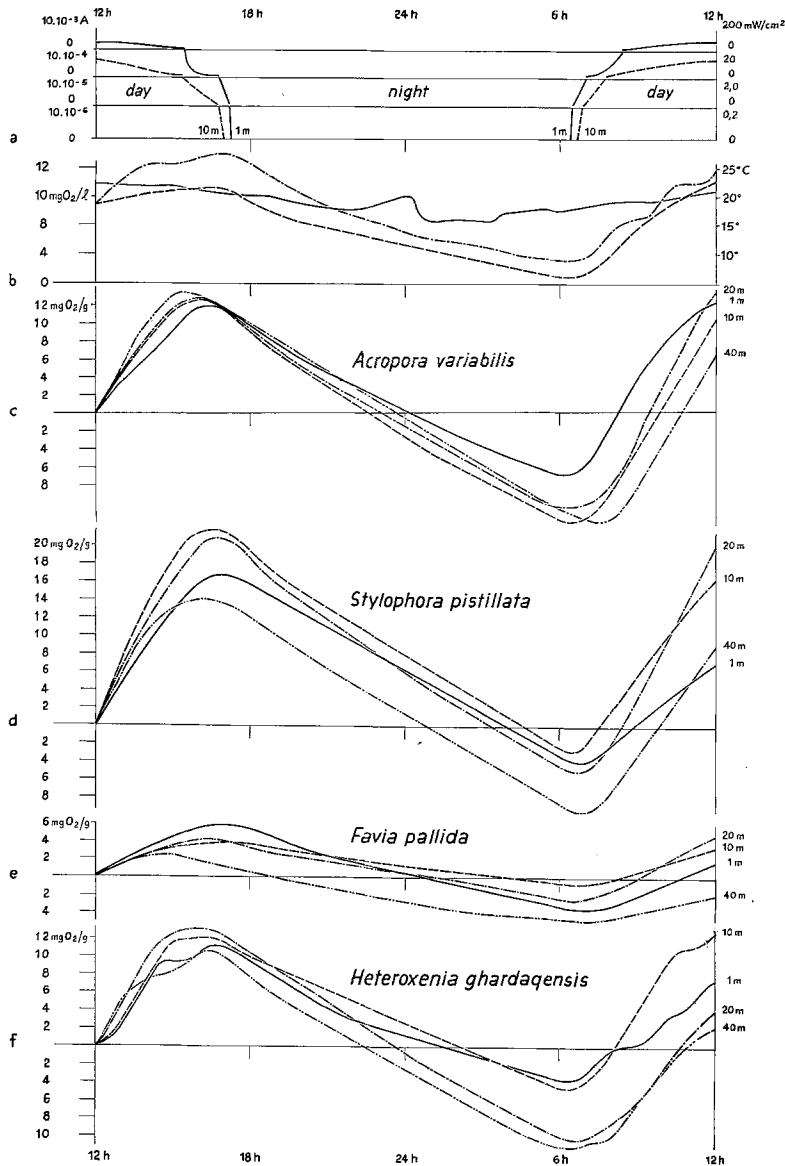 12 h 18 h 24 h 6 h 12 h
10.10⁻³ A 200 mW/cm²
0 0
10.10⁻⁴ 20
0 0
10.10⁻⁵ 2,0
day night day
0 0
10.10⁻⁶ 0,2
10 m 1 m 1 m 10 m
0 0
a
12 25°C
10 mgO₂/l 20°
8 15°
4 10°
0
b
12 mgO₂/g 20 m
1 m
10 10 m
8
6 Acropora variabilis 40 m
4
2
c
2
4
6
8
20 mg O₂/g 20 m
18
16 10 m
14 Stylophora pistillata
12
10
8 40 m
6 1 m
4
2
d
2
4
6
8
6 mgO₂/g Favia pallida 20 m
4 10 m
2 1 m
e
2 40 m
4
12 mgO₂/g 10 m
10
8 Heteroxenia ghardaqensis
6 1 m
4 20 m
2 40 m
f
2
4
6
8
10
12 h 18 h 24 h 6 h 12 h